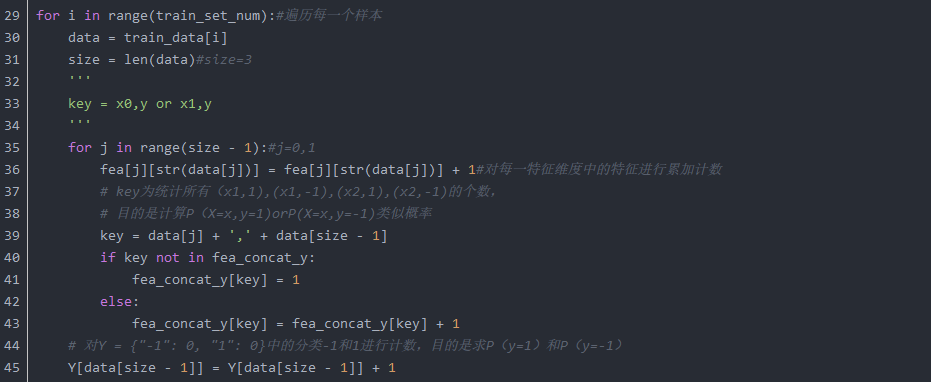 29 for i in range(train_set_num):#遍历每一个样本
30     data = train_data[i]
31     size = len(data)#size=3
32     '''
33     key = x0,y or x1,y
34     '''
35     for j in range(size - 1):#j=0,1
36         fea[j][str(data[j])] = fea[j][str(data[j])] + 1#对每一特征维度中的特征进行累加计数
37         # key为统计所有（x1,1),(x1,-1),(x2,1),(x2,-1)的个数，
38         # 目的是计算P（X=x,y=1)orP(X=x,y=-1)类似概率
39         key = data[j] + ',' + data[size - 1]
40         if key not in fea_concat_y:
41             fea_concat_y[key] = 1
42         else:
43             fea_concat_y[key] = fea_concat_y[key] + 1
44     # 对Y = {"-1": 0, "1": 0}中的分类-1和1进行计数，目的是求P（y=1）和P（y=-1）
45     Y[data[size - 1]] = Y[data[size - 1]] + 1